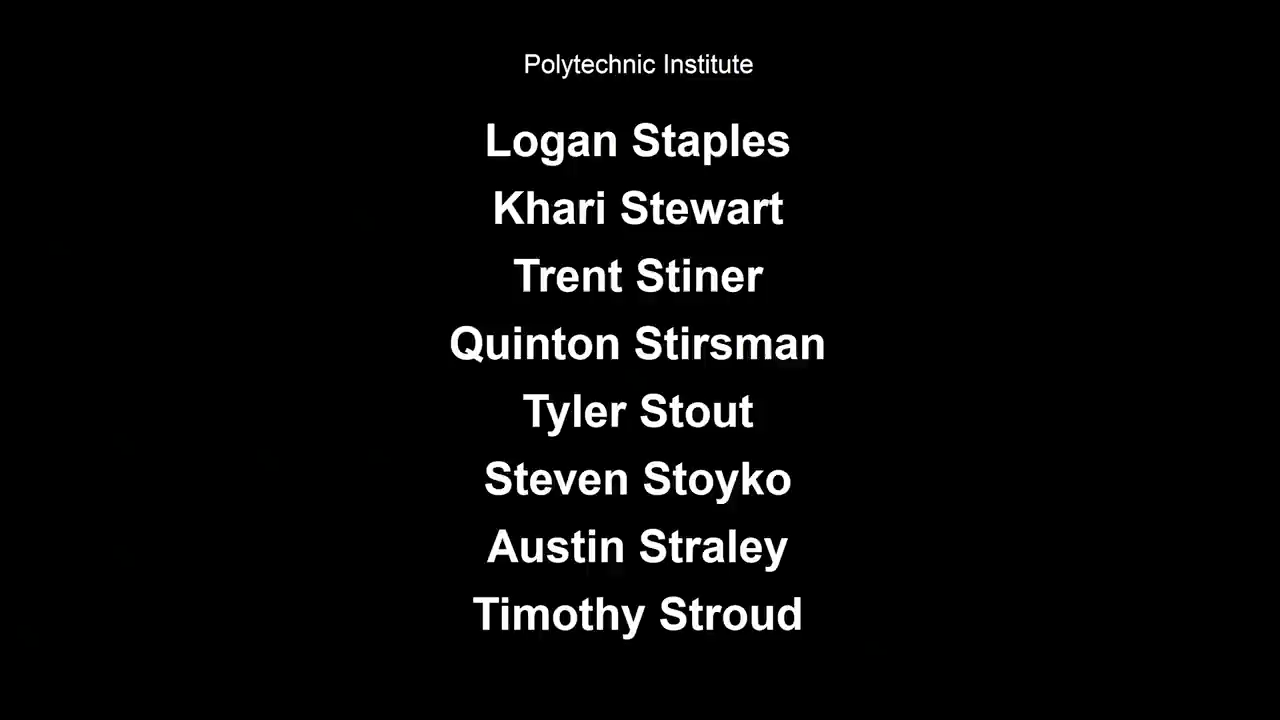 Polytechnic Institute
Logan Staples
Khari Stewart
Trent Stiner
Quinton Stirsman
Tyler Stout
Steven Stoyko
Austin Straley
Timothy Stroud